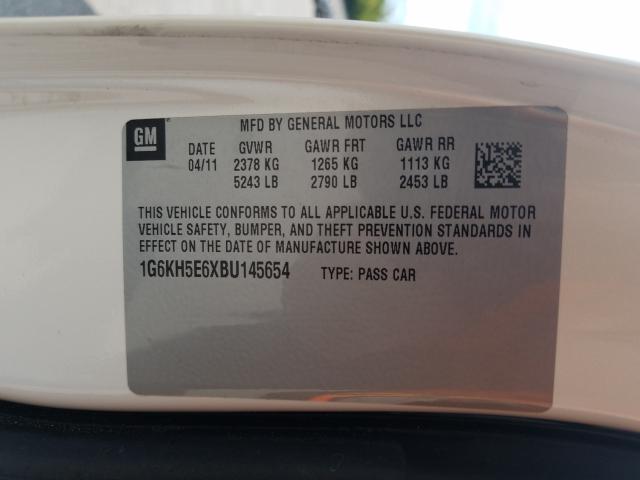 GM
MFD BY GENERAL MOTORS LLC
DATE GVWR GAWR FRT GAWR RR
04/11 2378 KG 1265 KG 1113 KG
5243 LB 2790 LB 2453 LB
THIS VEHICLE CONFORMS TO ALL APPLICABLE U.S. FEDERAL MOTOR
VEHICLE SAFETY, BUMPER, AND THEFT PREVENTION STANDARDS IN
EFFECT ON THE DATE OF MANUFACTURE SHOWN ABOVE.
1G6KH5E6XBU145654 TYPE: PASS CAR